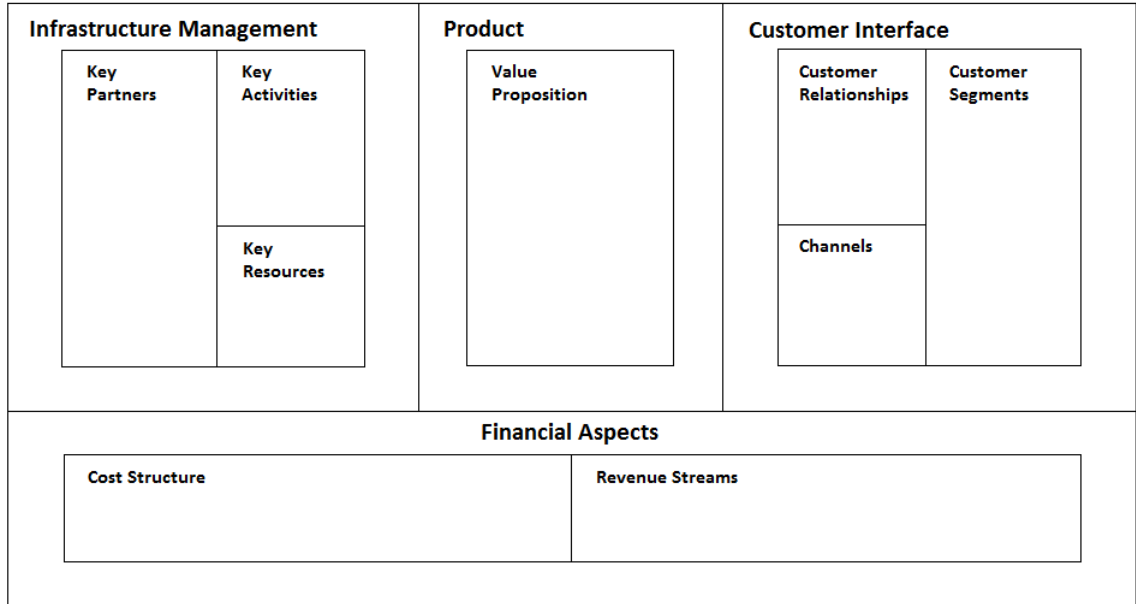 Infrastructure Management
Key
Partners
Key
Activities
Key
Resources
Product
Value
Proposition
Customer Interface
Customer
Relationships
Channels
Customer
Segments
Financial Aspects
Cost Structure
Revenue Streams